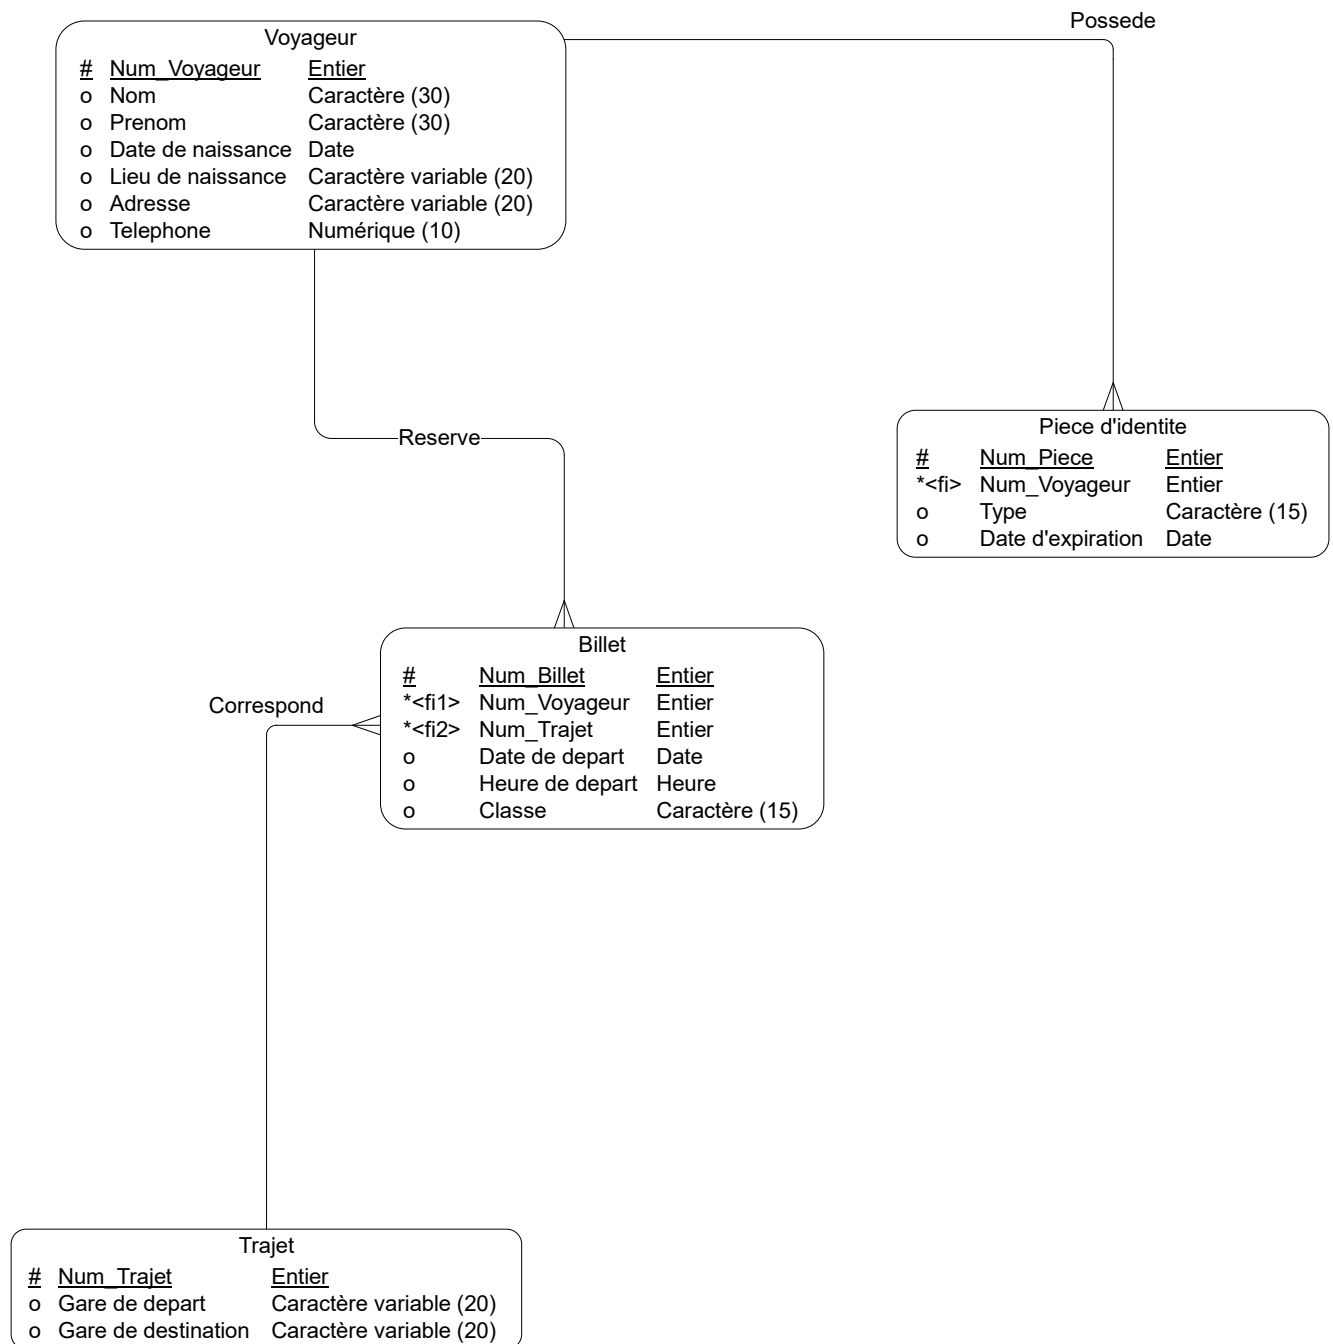 Possede
Voyageur
# Num_Voyageur Entier
o Nom Caractère (30)
o Prenom Caractère (30)
o Date de naissance Date
o Lieu de naissance Caractère variable (20)
o Adresse Caractère variable (20)
o Telephone Numérique (10)
Reserve
Piece d'identite
# Num_Piece Entier
*<fi> Num_Voyageur Entier
o Type Caractère (15)
o Date d'expiration Date
Billet
# Num_Billet Entier
*<fi1> Num_Voyageur Entier
*<fi2> Num_Trajet Entier
o Date de depart Date
o Heure de depart Heure
o Classe Caractère (15)
Correspond
Trajet
# Num_Trajet Entier
o Gare de depart Caractère variable (20)
o Gare de destination Caractère variable (20)